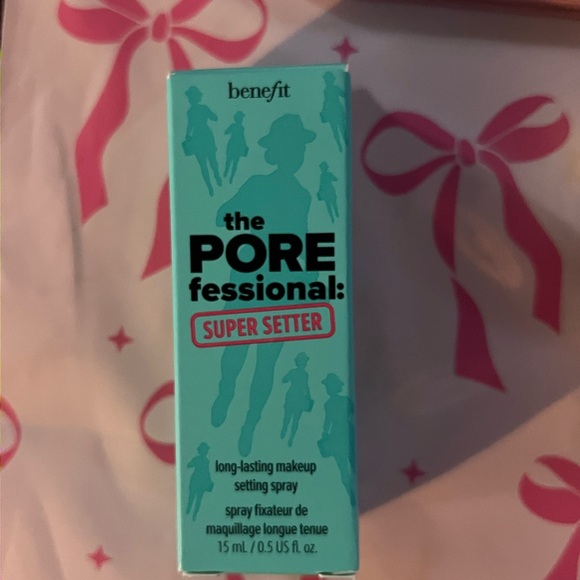 benefit
the
PORE
fessional:
SUPER SETTER
long-lasting makeup
setting spray
spray fixateur de
maquillage longue tenue
15 mL / 0.5 US fl. oz.